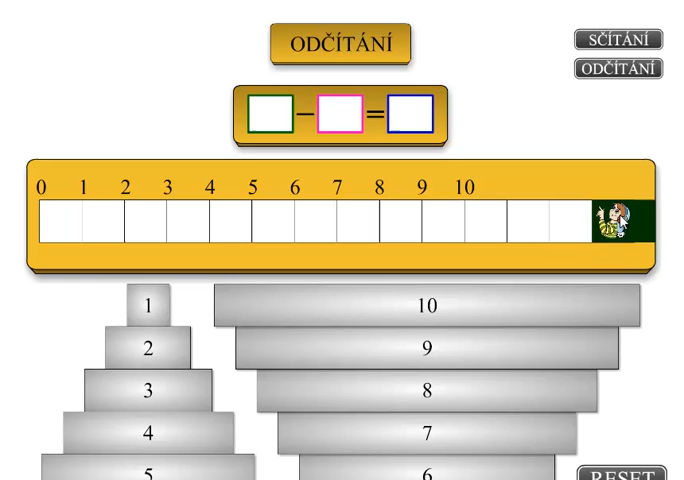 ODČÍTÁNÍ
SČÍTÁNÍ
ODČÍTÁNÍ
− =
0 1 2 3 4 5 6 7 8 9 10
1 10
2 9
3 8
4 7
5 6
RESET